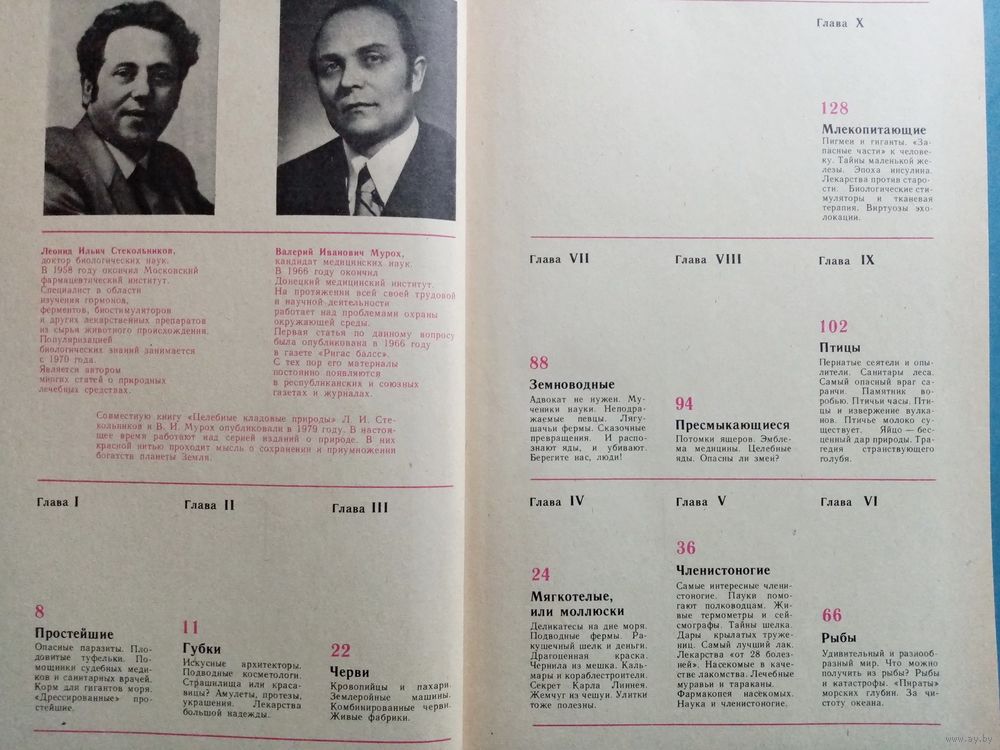 Леонид Ильич Стекольников,
доктор биологических наук.
В 1958 году окончил Московский
фармацевтический институт.
Специалист в области
изучения гормонов,
ферментов, биостимуляторов
и других лекарственных препаратов
из сырья животного происхождения.
Популяризацией
биологических знаний занимается
с 1970 года.
Является автором
многих статей о природных
лечебных средствах.
Валерий Иванович Мурох,
кандидат медицинских наук.
В 1966 году окончил
Донецкий медицинский институт.
На протяжении всей своей трудовой
и научной деятельности
работает над проблемами охраны
окружающей среды.
Первая статья по данному вопросу
была опубликована в 1966 году
в газете «Ригас балсс».
С тех пор его материалы
постоянно появляются
в республиканских и союзных
газетах и журналах.
Совместную книгу «Целебные кладовые природы» Л. И. Сте-
кольников и В. И. Мурох опубликовали в 1979 году. В настоя-
щее время работают над серией изданий о природе. В них
красной нитью проходит мысль о сохранении и приумножении
богатств планеты Земля.
Глава I
8
Простейшие
Опасные паразиты. Пло-
довитые туфельки. По-
мощники судебных меди-
ков и санитарных врачей.
Корм для гигантов моря.
«Дрессированные» про-
стейшие.
Глава II
11
Губки
Искусные архитекторы.
Подводные косметологи.
Страшилища или краса-
вицы? Амулеты, протезы,
украшения. Лекарства
большой надежды.
Глава III
22
Черви
Кровопийцы и пахари.
Землеройные машины.
Комбинированные черви.
Живые фабрики.
Глава X
128
Млекопитающие
Пигмеи и гиганты. «За-
пасные части» к челове-
ку. Тайны маленькой же-
лезы. Эпоха инсулина.
Лекарства против старо-
сти. Биологические сти-
муляторы и тканевая
терапия. Виртуозы эхо-
локации.
Глава VII
88
Земноводные
Адвокат не нужен. Му-
ченики науки. Неподра-
жаемые певцы. Лягу-
шачьи фермы. Сказочные
превращения. И распо-
знают яды, и убивают.
Берегите нас, люди!
Глава VIII
94
Пресмыкающиеся
Потомки ящеров. Эмбле-
ма медицины. Целебные
яды. Опасны ли змеи?
Глава IX
102
Птицы
Пернатые сеятели и опы-
лители. Санитары леса.
Самый опасный враг са-
ранчи. Памятник во-
робью. Птичьи часы. Пти-
цы и извержение вулка-
нов. Птичье молоко су-
ществует. Яйцо — бес-
ценный дар природы. Тра-
гедия странствующего
голубя.
Глава IV
24
Мягкотелые,
или моллюски
Деликатесы на дне моря.
Подводные фермы. Ра-
кушечный шелк и деньги.
Драгоценная краска.
Чернила из мешка. Каль-
мары и кораблестроители.
Секрет Карла Линнея.
Жемчуг из чешуи. Улитки
тоже полезны.
Глава V
36
Членистоногие
Самые интересные члени-
стоногие. Пауки помо-
гают полководцам. Жи-
вые термометры и сей-
смографы. Тайны шелка.
Дары крылатых труже-
ниц. Самый лучший лак.
Лекарства «от 28 болез-
ней». Насекомые в каче-
стве лакомства. Лечебные
муравьи и тараканы.
Фармакопея насекомых.
Наука и членистоногие.
Глава VI
66
Рыбы
Удивительный и разнооб-
разный мир. Что можно
получить из рыбы? Рыбы
и катастрофы. «Пираты»
морских глубин. За чи-
стоту океана.
www.ay.by